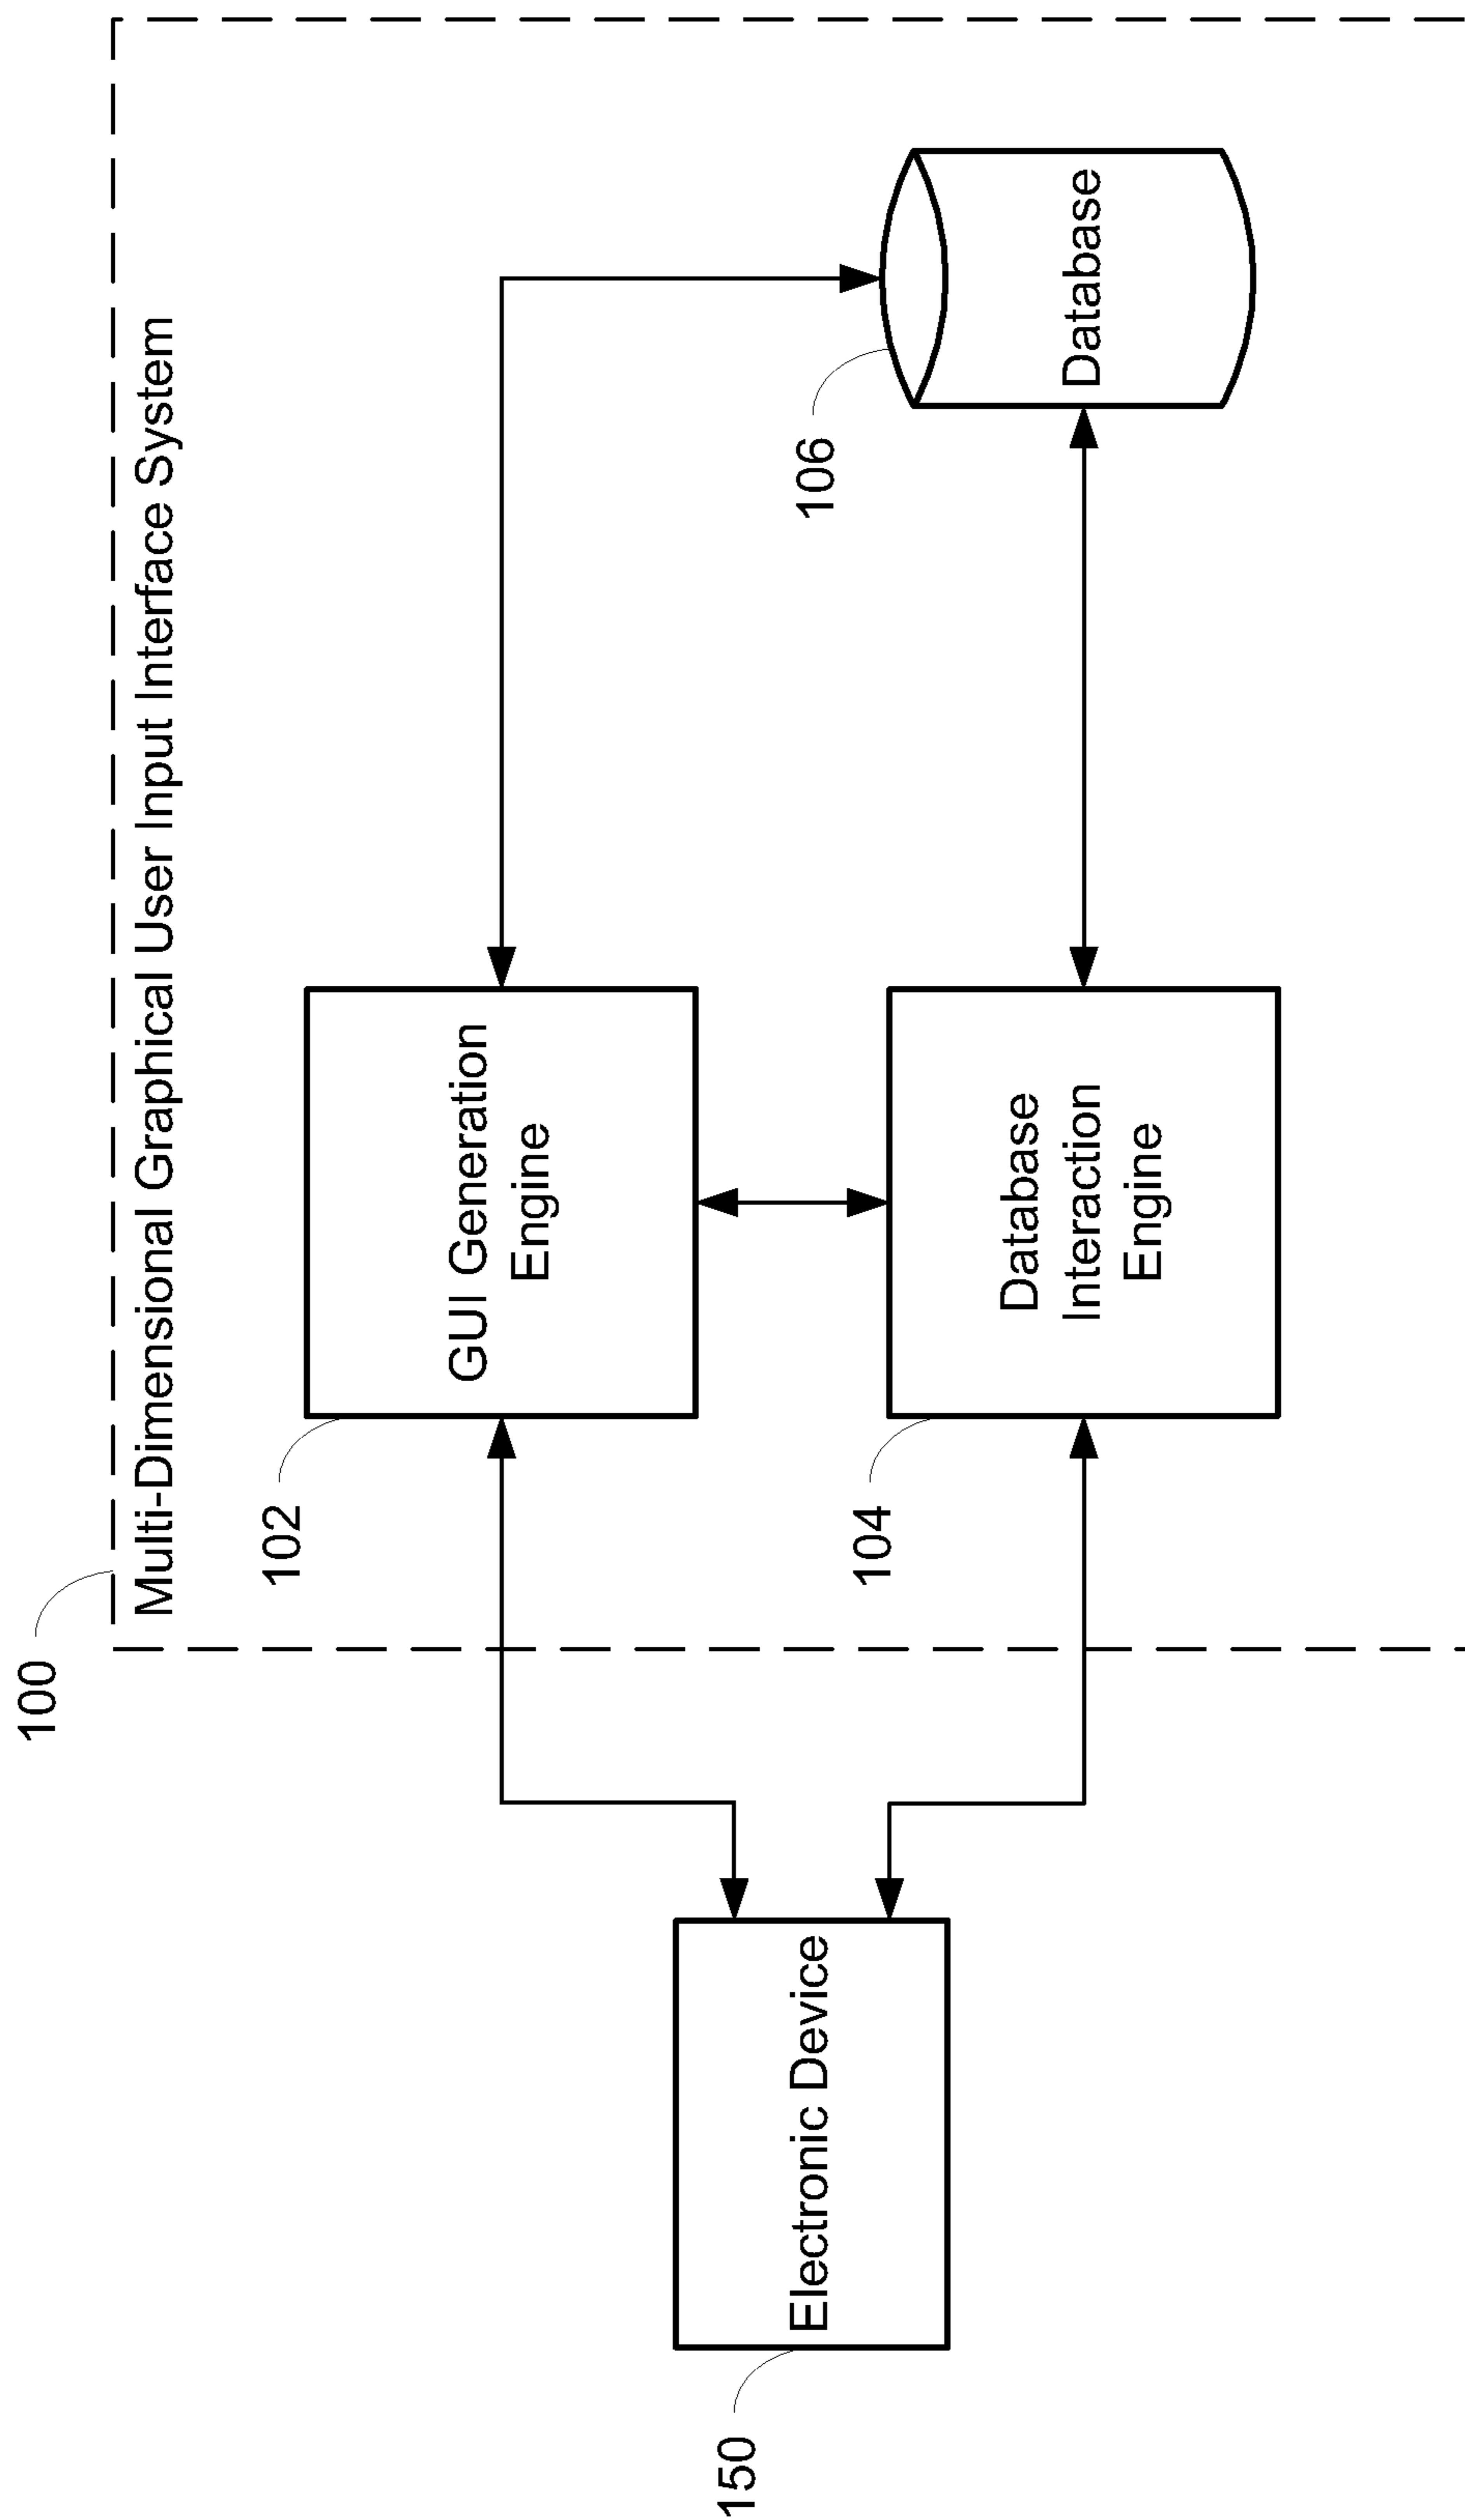 100
Multi-Dimensional Graphical User Input Interface System
102
GUI Generation
Engine
106
Database
150
Electronic Device
104
Database
Interaction
Engine